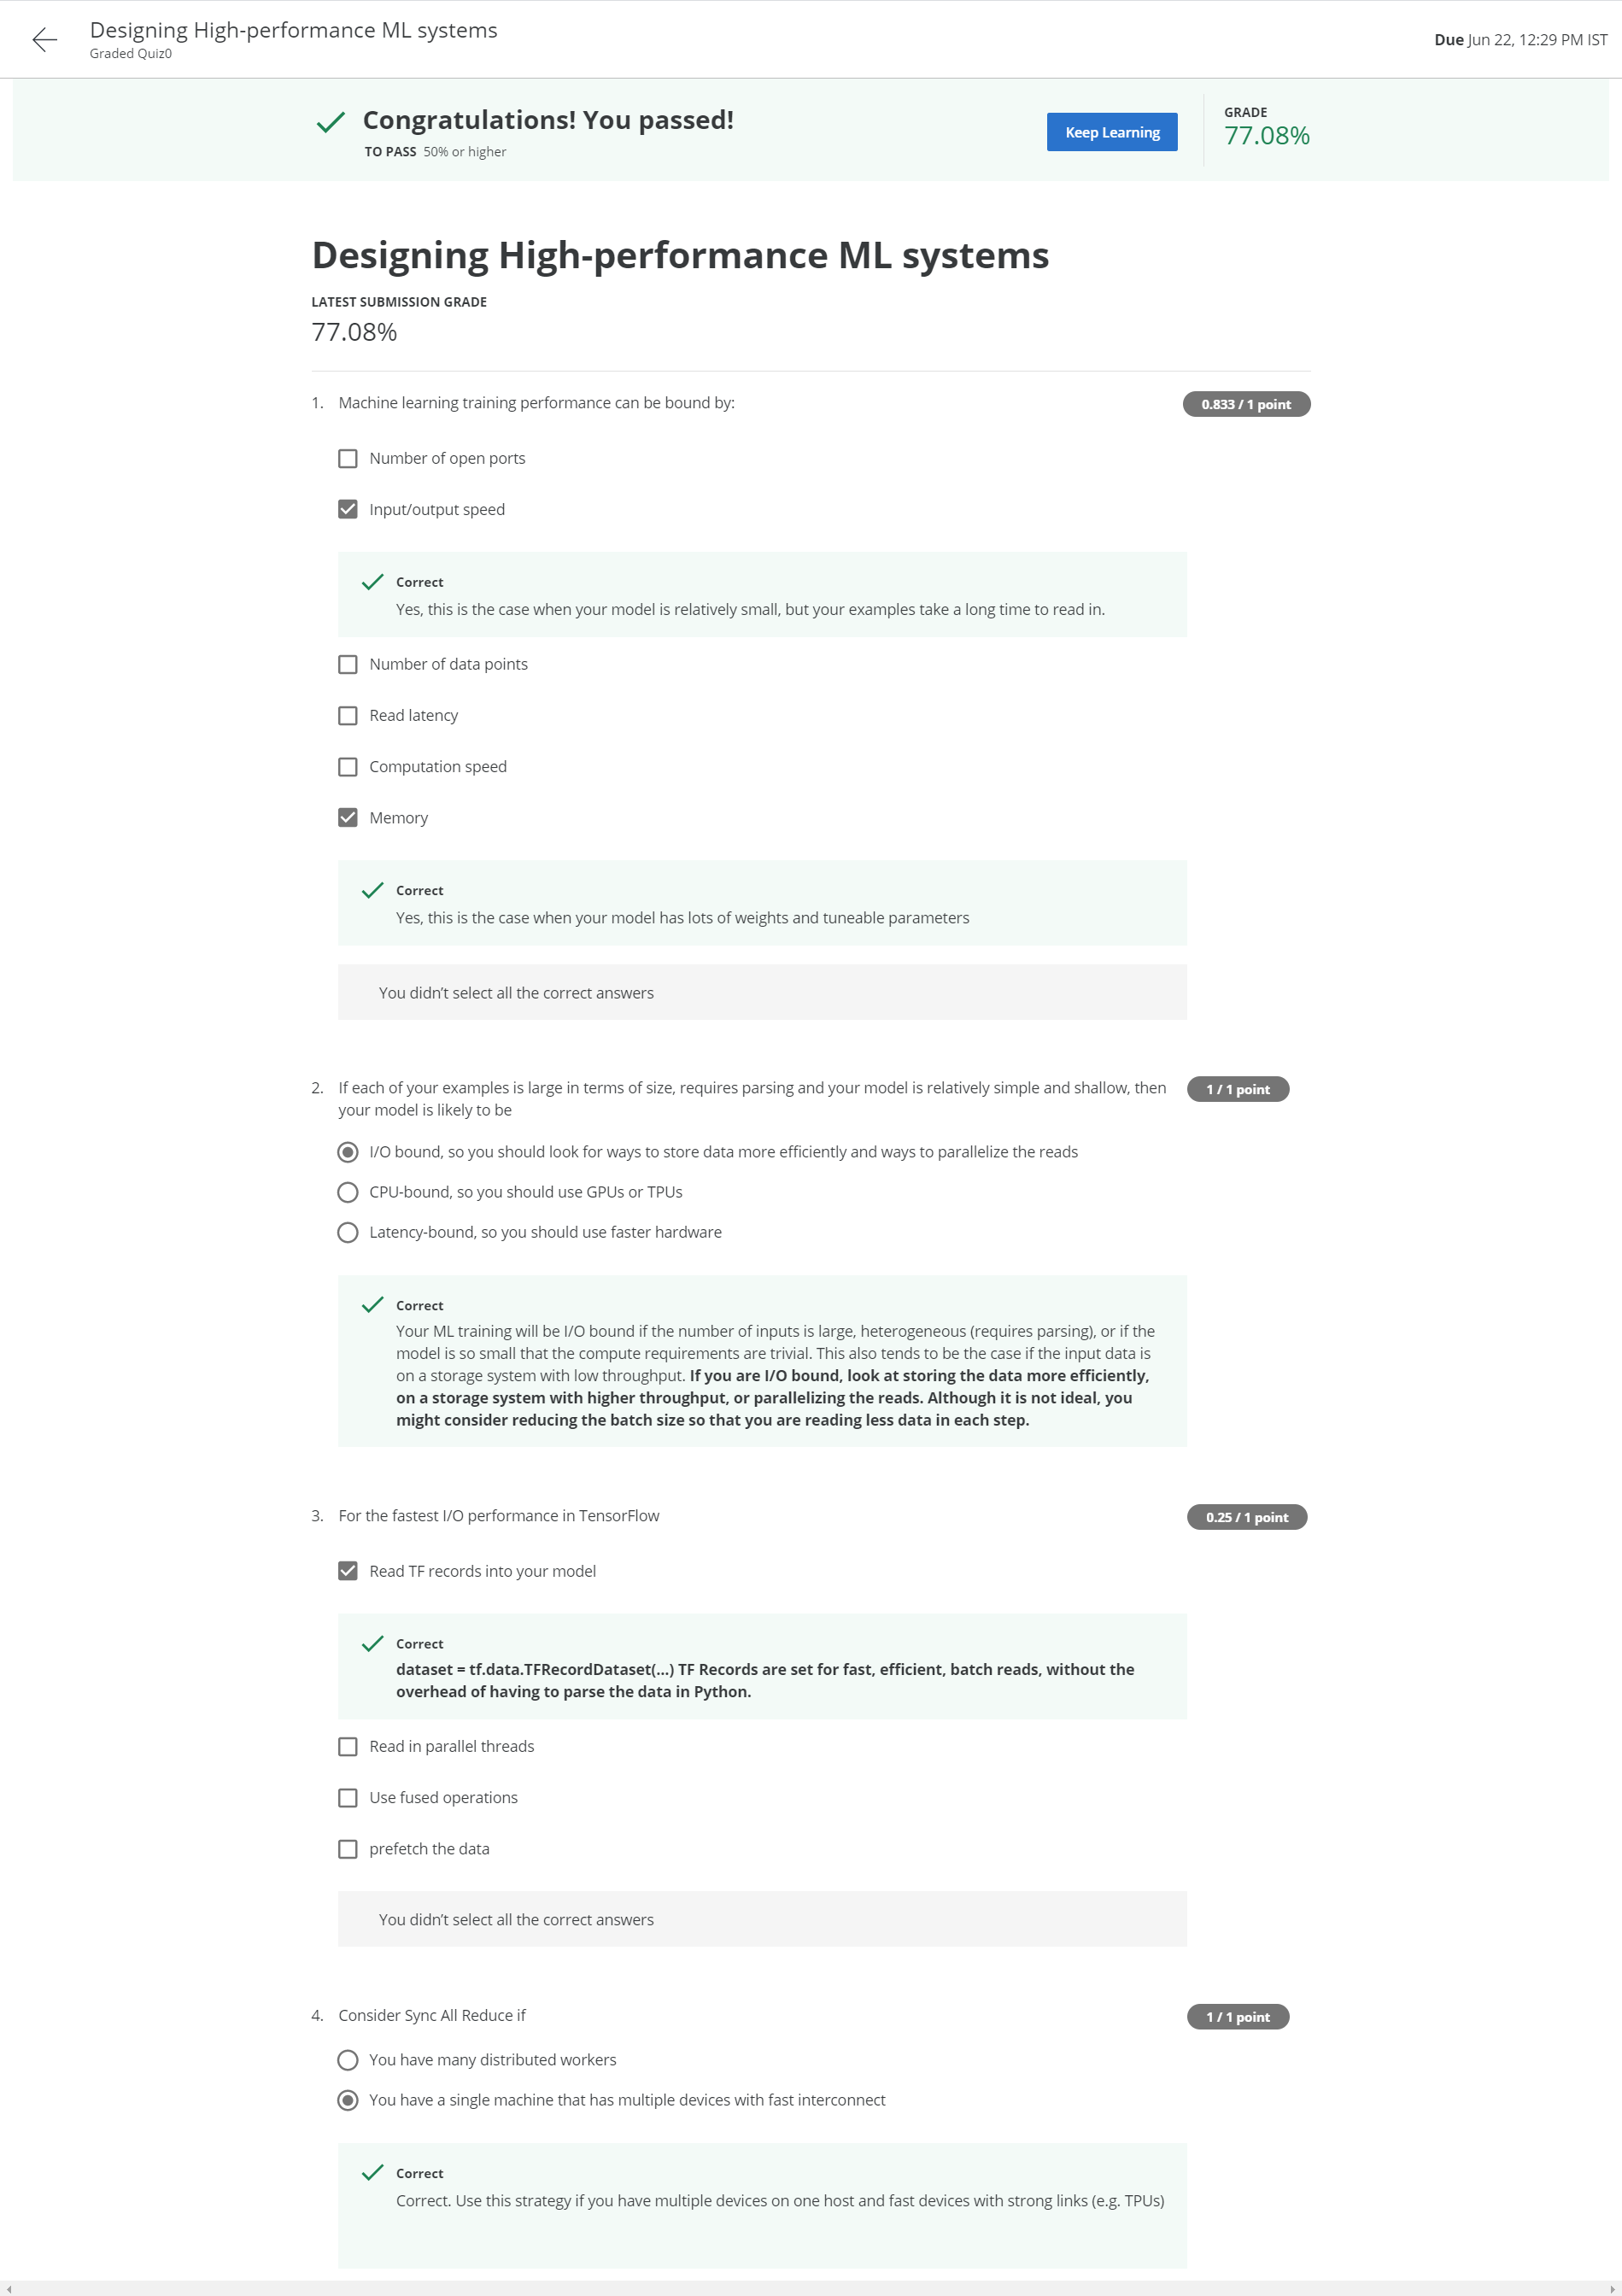 Designing High-performance ML systems
Graded Quiz0
Due Jun 22, 12:29 PM IST
Congratulations! You passed!
TO PASS 50% or higher
Keep Learning
GRADE
77.08%
Designing High-performance ML systems
LATEST SUBMISSION GRADE
77.08%
1. Machine learning training performance can be bound by:
0.833 / 1 point
Number of open ports
Input/output speed
Correct
Yes, this is the case when your model is relatively small, but your examples take a long time to read in.
Number of data points
Read latency
Computation speed
Memory
Correct
Yes, this is the case when your model has lots of weights and tuneable parameters
You didn't select all the correct answers
2. If each of your examples is large in terms of size, requires parsing and your model is relatively simple and shallow, then
your model is likely to be
1 / 1 point
I/O bound, so you should look for ways to store data more efficiently and ways to parallelize the reads
CPU-bound, so you should use GPUs or TPUs
Latency-bound, so you should use faster hardware
Correct
Your ML training will be I/O bound if the number of inputs is large, heterogeneous (requires parsing), or if the
model is so small that the compute requirements are trivial. This also tends to be the case if the input data is
on a storage system with low throughput. If you are I/O bound, look at storing the data more efficiently,
on a storage system with higher throughput, or parallelizing the reads. Although it is not ideal, you
might consider reducing the batch size so that you are reading less data in each step.
3. For the fastest I/O performance in TensorFlow
0.25 / 1 point
Read TF records into your model
Correct
dataset = tf.data.TFRecordDataset(...) TF Records are set for fast, efficient, batch reads, without the
overhead of having to parse the data in Python.
Read in parallel threads
Use fused operations
prefetch the data
You didn't select all the correct answers
4. Consider Sync All Reduce if
1 / 1 point
You have many distributed workers
You have a single machine that has multiple devices with fast interconnect
Correct
Correct. Use this strategy if you have multiple devices on one host and fast devices with strong links (e.g. TPUs)